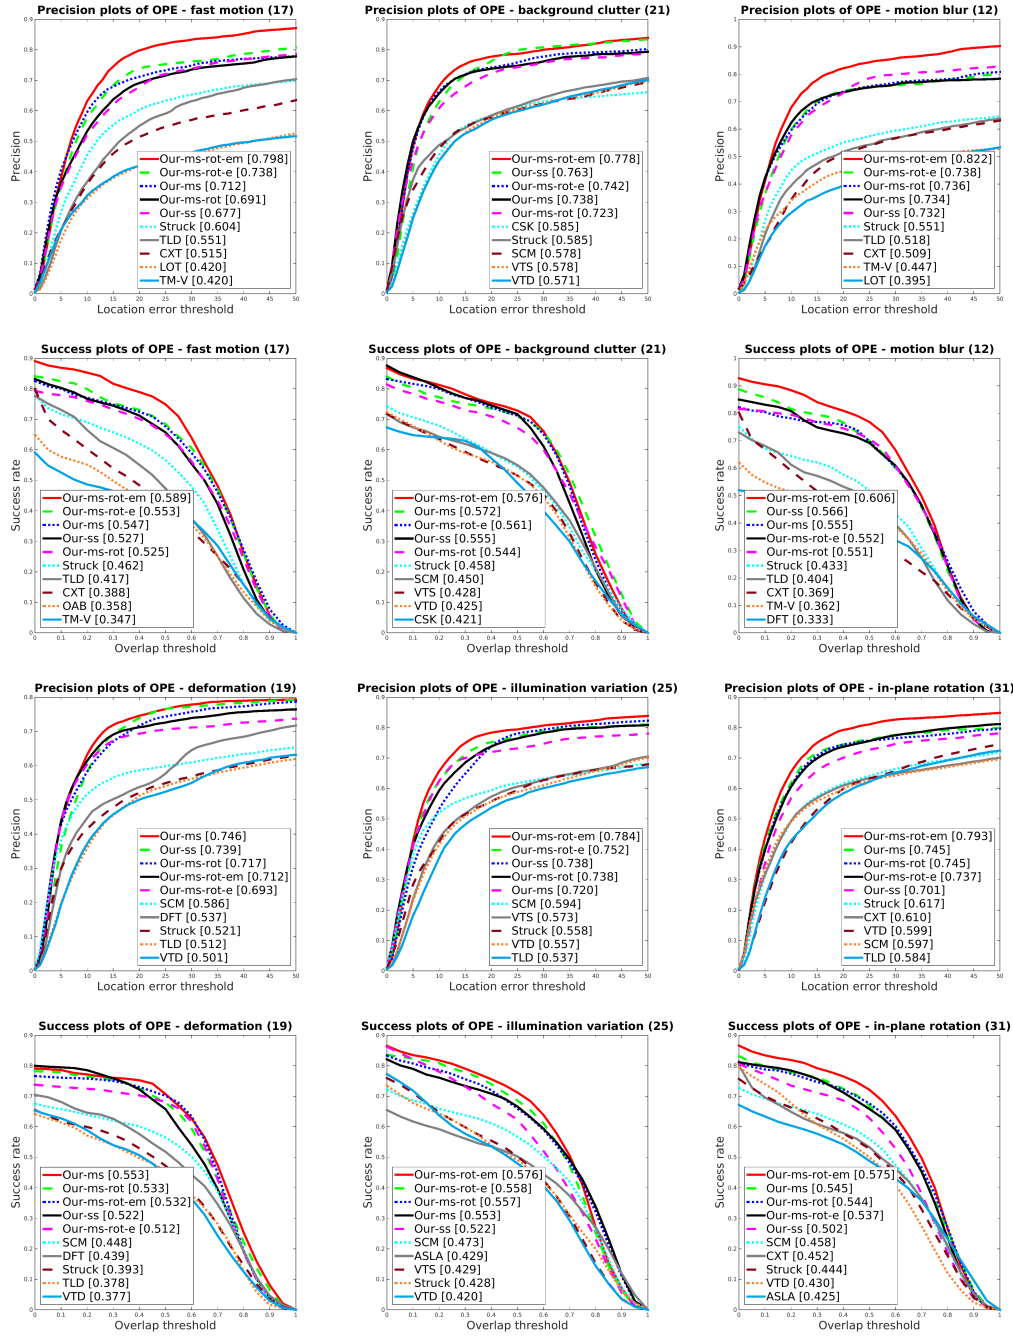 Precision plots of OPE - fast motion (17)
Precision
Our-ms-rot-em [0.798]
Our-ms-rot-e [0.738]
Our-ms [0.712]
Our-ms-rot [0.691]
Our-ss [0.677]
Struck [0.604]
TLD [0.551]
CXT [0.515]
LOT [0.420]
TM-V [0.420]
Location error threshold
Precision plots of OPE - background clutter (21)
Precision
Our-ms-rot-em [0.778]
Our-ss [0.763]
Our-ms-rot-e [0.742]
Our-ms [0.738]
Our-ms-rot [0.723]
CSK [0.585]
Struck [0.585]
SCM [0.578]
VTS [0.578]
VTD [0.571]
Location error threshold
Precision plots of OPE - motion blur (12)
Precision
Our-ms-rot-em [0.822]
Our-ms-rot-e [0.738]
Our-ms-rot [0.736]
Our-ms [0.734]
Our-ss [0.732]
Struck [0.551]
TLD [0.518]
CXT [0.509]
TM-V [0.447]
LOT [0.395]
Location error threshold
Success plots of OPE - fast motion (17)
Success rate
Our-ms-rot-em [0.589]
Our-ms-rot-e [0.553]
Our-ms [0.547]
Our-ss [0.527]
Our-ms-rot [0.525]
Struck [0.462]
TLD [0.417]
CXT [0.388]
OAB [0.358]
TM-V [0.347]
Overlap threshold
Success plots of OPE - background clutter (21)
Success rate
Our-ms-rot-em [0.576]
Our-ms [0.572]
Our-ms-rot-e [0.561]
Our-ss [0.555]
Our-ms-rot [0.544]
Struck [0.458]
SCM [0.450]
VTS [0.428]
VTD [0.425]
CSK [0.421]
Overlap threshold
Success plots of OPE - motion blur (12)
Success rate
Our-ms-rot-em [0.606]
Our-ss [0.566]
Our-ms [0.555]
Our-ms-rot-e [0.552]
Our-ms-rot [0.551]
Struck [0.433]
TLD [0.404]
CXT [0.369]
TM-V [0.362]
DFT [0.333]
Overlap threshold
Precision plots of OPE - deformation (19)
Precision
Our-ms [0.746]
Our-ss [0.739]
Our-ms-rot [0.717]
Our-ms-rot-em [0.712]
Our-ms-rot-e [0.693]
SCM [0.586]
DFT [0.537]
Struck [0.521]
TLD [0.512]
VTD [0.501]
Location error threshold
Precision plots of OPE - illumination variation (25)
Precision
Our-ms-rot-em [0.784]
Our-ms-rot-e [0.752]
Our-ss [0.738]
Our-ms-rot [0.738]
Our-ms [0.720]
SCM [0.594]
VTS [0.573]
Struck [0.558]
VTD [0.557]
TLD [0.537]
Location error threshold
Precision plots of OPE - in-plane rotation (31)
Precision
Our-ms-rot-em [0.793]
Our-ms [0.745]
Our-ms-rot [0.745]
Our-ms-rot-e [0.737]
Our-ss [0.701]
Struck [0.617]
CXT [0.610]
VTD [0.599]
SCM [0.597]
TLD [0.584]
Location error threshold
Success plots of OPE - deformation (19)
Success rate
Our-ms [0.553]
Our-ms-rot [0.533]
Our-ms-rot-em [0.532]
Our-ss [0.522]
Our-ms-rot-e [0.512]
SCM [0.448]
DFT [0.439]
Struck [0.393]
TLD [0.378]
VTD [0.377]
Overlap threshold
Success plots of OPE - illumination variation (25)
Success rate
Our-ms-rot-em [0.576]
Our-ms-rot-e [0.558]
Our-ms-rot [0.557]
Our-ms [0.553]
Our-ss [0.522]
SCM [0.473]
ASLA [0.429]
VTS [0.429]
Struck [0.428]
VTD [0.420]
Overlap threshold
Success plots of OPE - in-plane rotation (31)
Success rate
Our-ms-rot-em [0.575]
Our-ms [0.545]
Our-ms-rot [0.544]
Our-ms-rot-e [0.537]
Our-ss [0.502]
SCM [0.458]
CXT [0.452]
Struck [0.444]
VTD [0.430]
ASLA [0.425]
Overlap threshold